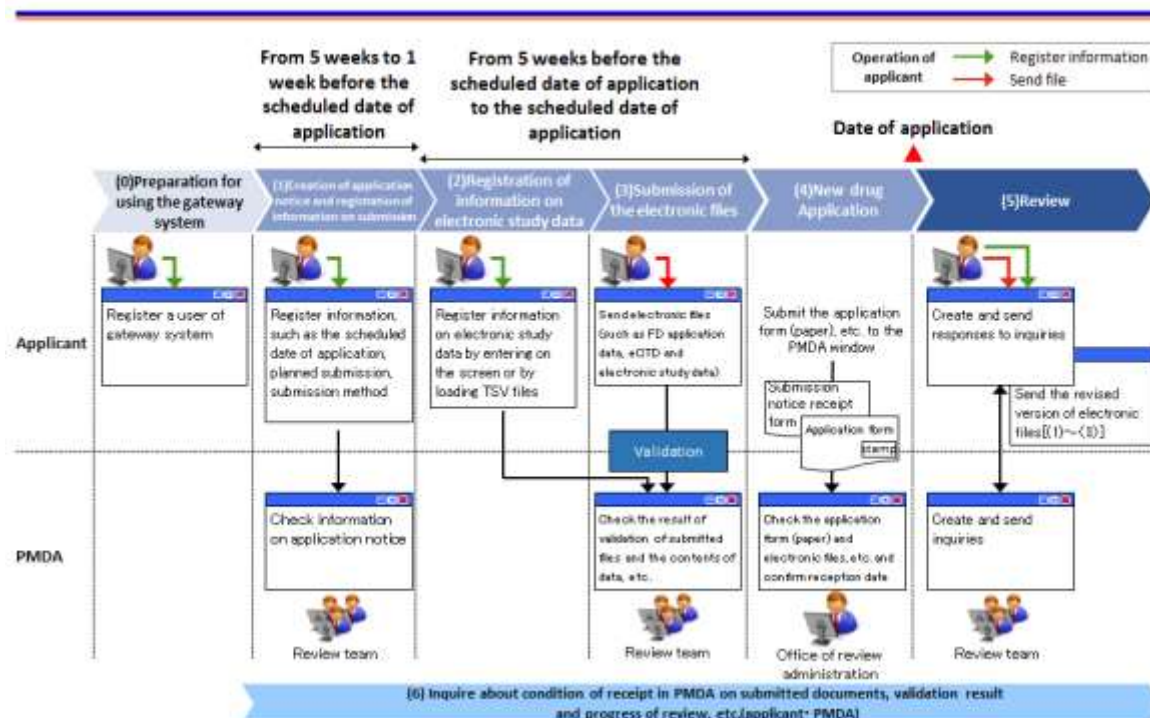 From 5 weeks to 1
week before the
scheduled date of
application
From 5 weeks before the
scheduled date of application
to the scheduled date of
application
Operation of
applicant
Register information
Send file
Date of application
(0)Preparation for
using the gateway
system
(1)Creation of application
notice and registration of
information on submission
(2)Registration of
information on
electronic study data
(3)Submission of
the electronic files
(4)New drug
Application
(5)Review
Applicant
Register a user of
gateway system
Register information,
such as the scheduled
date of application,
planned submission,
submission method
Register information
on electronic study
data by entering on
the screen or by
loading TSV files
Send electronic files
(such as FD application
data, eCTD and
electronic study data)
Submit the application
form (paper), etc. to the
PMDA window
Submission
notice receipt
form
Application form
stamp
Create and send
responses to inquiries
Send the revised
version of electronic
files[(1)~(3)]
Validation
PMDA
Check information
on application notice
Check the result of
validation of submitted
files and the contents of
data, etc.
Check the application
form (paper) and
electronic files, etc. and
confirm reception date
Create and send
inquiries
Review team
Review team
Office of review
administration
Review team
(6) Inquire about condition of receipt in PMDA on submitted documents, validation result
and progress of review, etc.(applicant・PMDA)